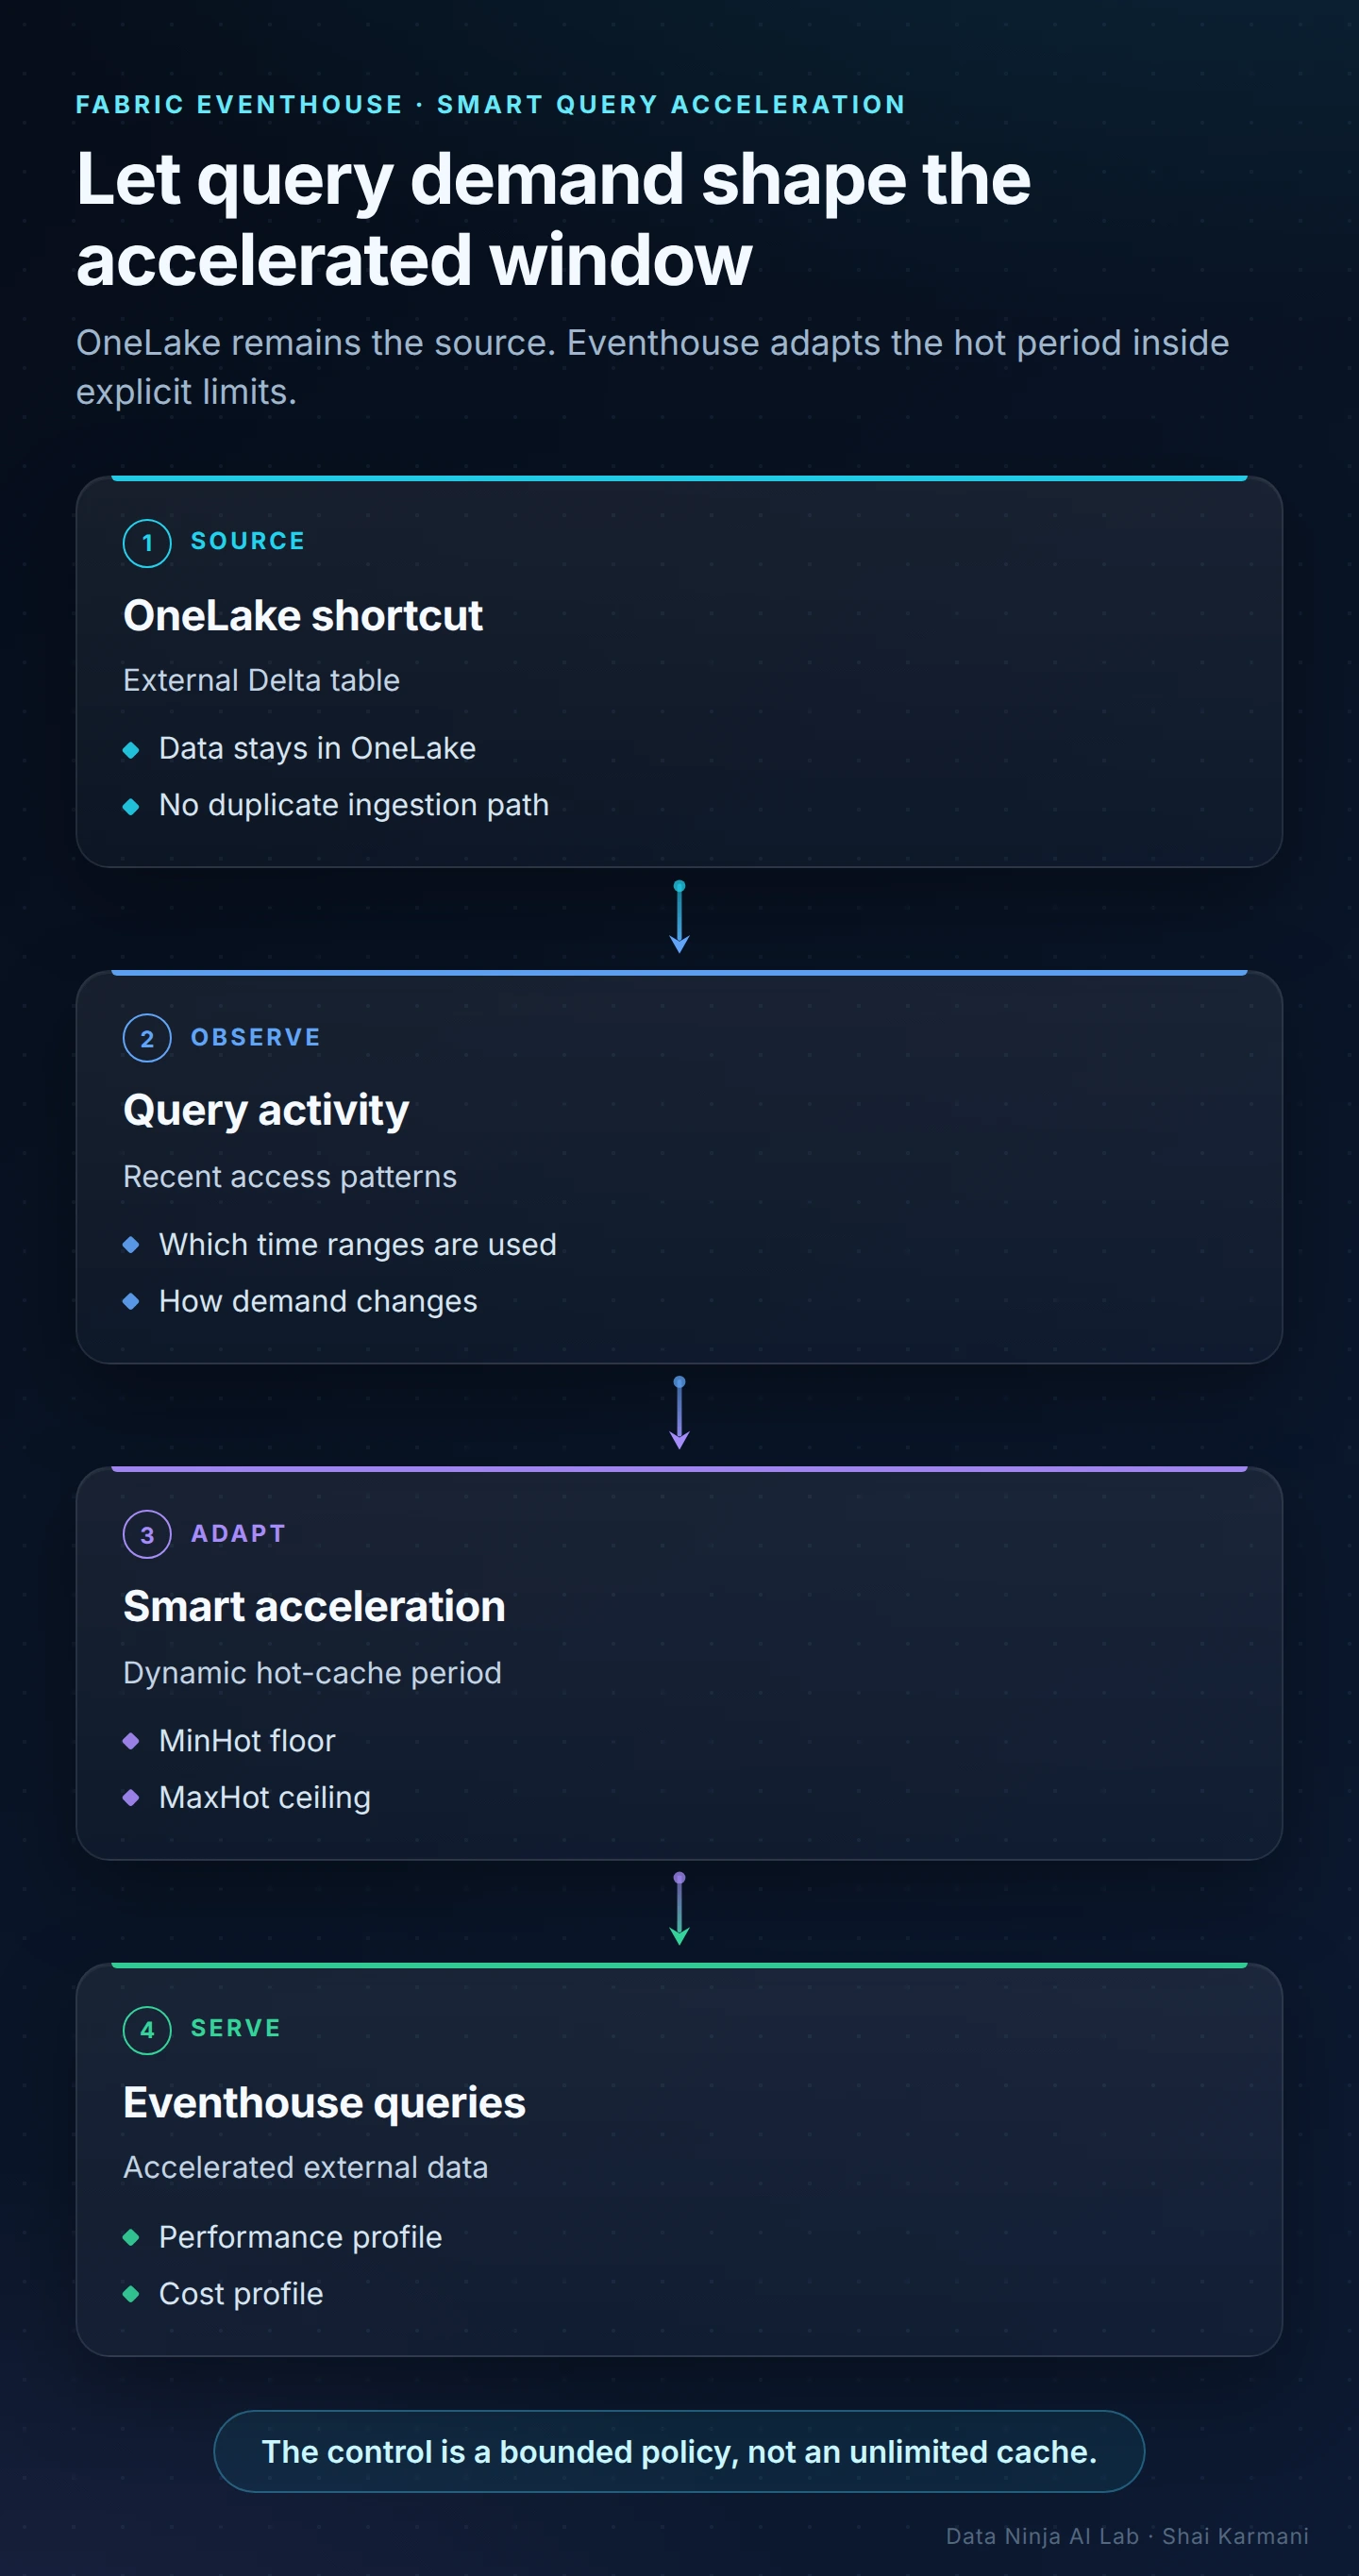 FABRIC EVENTHOUSE · SMART QUERY ACCELERATION
Let query demand shape the
accelerated window
OneLake remains the source. Eventhouse adapts the hot period inside
explicit limits.
1 SOURCE
OneLake shortcut
External Delta table
Data stays in OneLake
No duplicate ingestion path
2 OBSERVE
Query activity
Recent access patterns
Which time ranges are used
How demand changes
3 ADAPT
Smart acceleration
Dynamic hot-cache period
MinHot floor
MaxHot ceiling
4 SERVE
Eventhouse queries
Accelerated external data
Performance profile
Cost profile
The control is a bounded policy, not an unlimited cache.
Data Ninja AI Lab · Shai Karmani